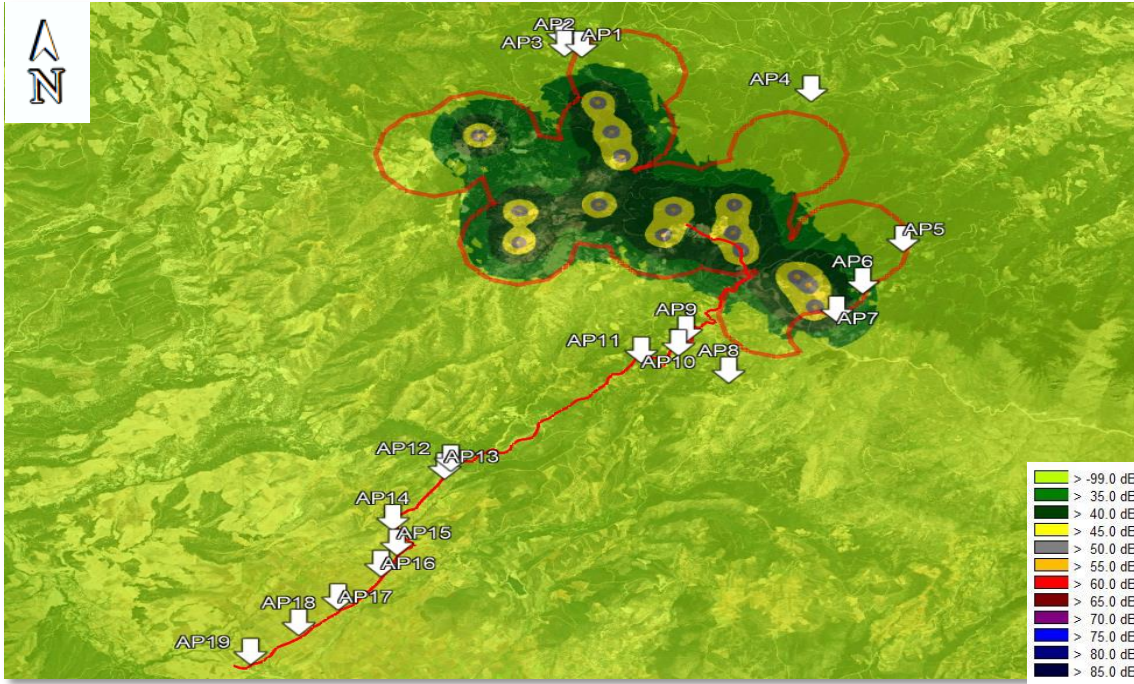 N
AP2
AP1
AP3
AP4
AP5
AP6
AP7
AP9
AP11
AP8
AP10
AP12
AP13
AP14
AP15
AP16
AP17
AP18
AP19
> -99.0 dE
> 35.0 dE
> 40.0 dE
> 45.0 dE
> 50.0 dE
> 55.0 dE
> 60.0 dE
> 65.0 dE
> 70.0 dE
> 75.0 dE
> 80.0 dE
> 85.0 dE